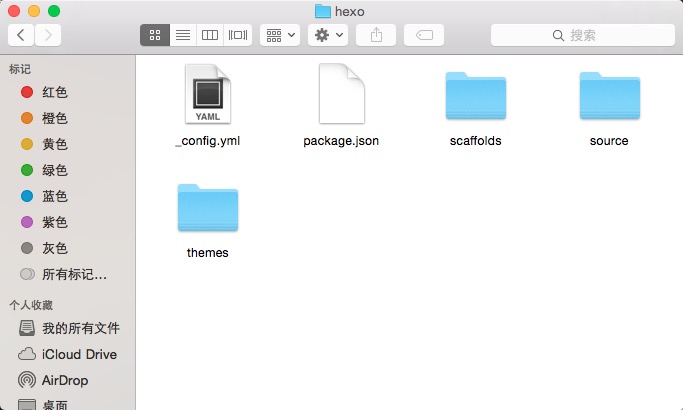 hexo
搜索
标记
红色
橙色
黄色
绿色
蓝色
紫色
灰色
所有标记…
个人收藏
我的所有文件
iCloud Drive
AirDrop
桌面
YAML
_config.yml
package.json
scaffolds
source
themes